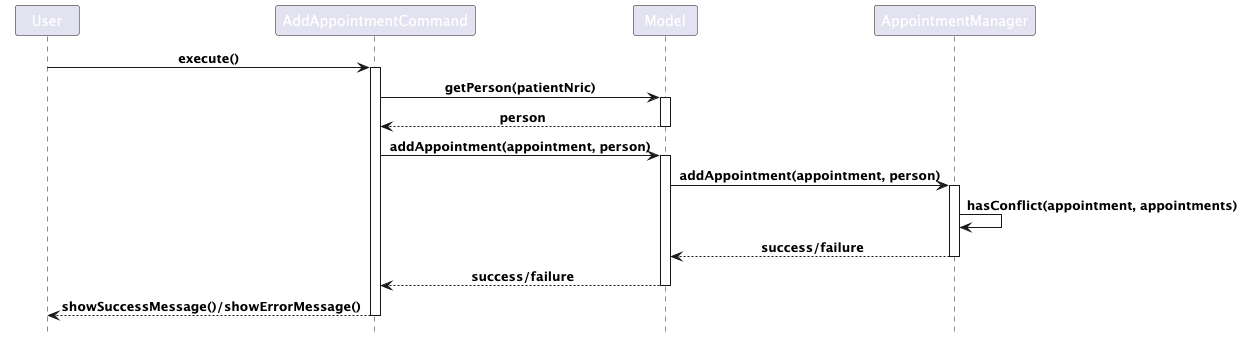 User
AddAppointmentCommand
Model
AppointmentManager
execute()
getPerson(patientNric)
person
addAppointment(appointment, person)
addAppointment(appointment, person)
hasConflict(appointment, appointments)
success/failure
success/failure
showSuccessMessage()/showErrorMessage()